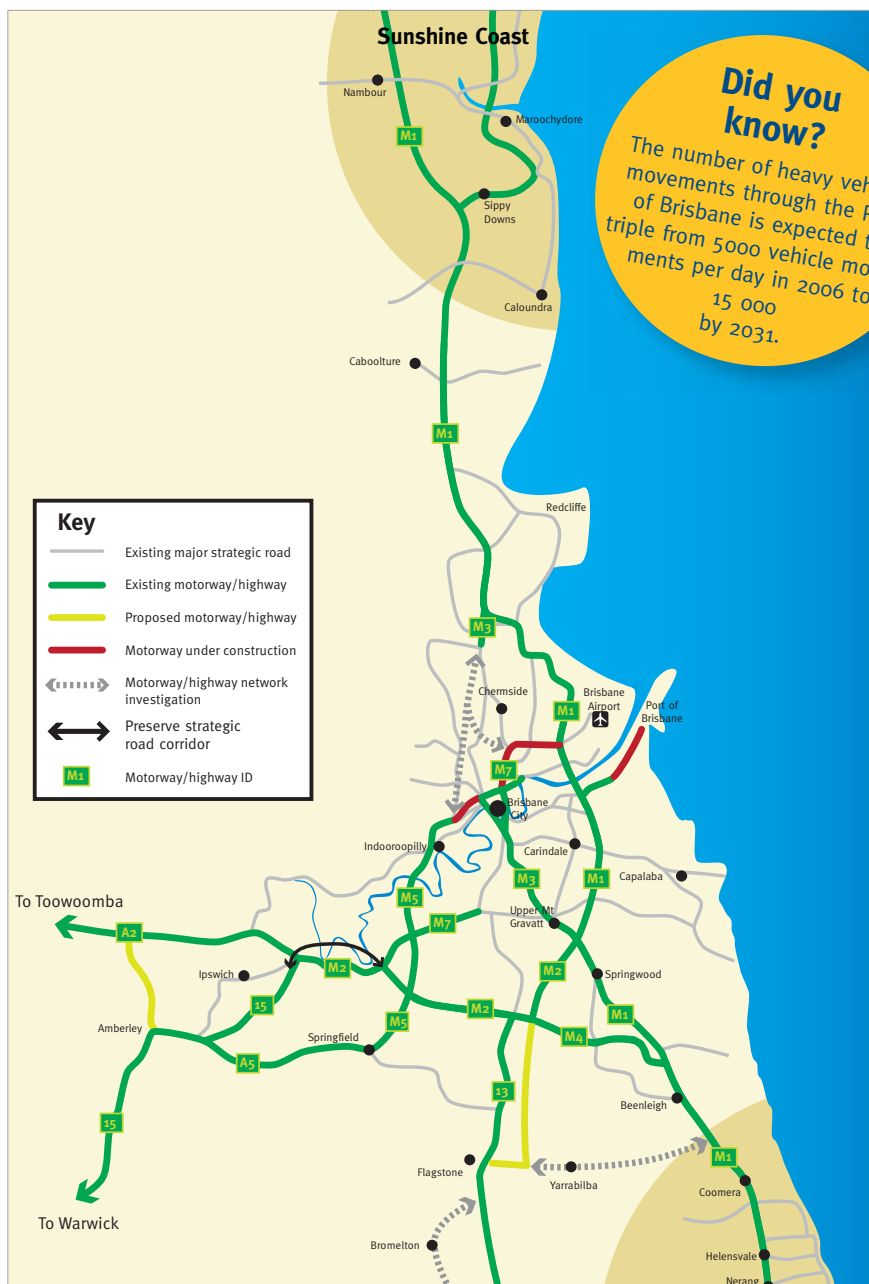 Sunshine Coast
Did you
know?
The number of heavy
movements through the
of Brisbane is expected
triple from 5000 vehicle
ments per day in 2006 to
15 000
by 2031.
Nambour
M1
Maroochydore
Sippy
Downs
Caloundra
Caboolture
M1
Redcliffe
Key
Existing major strategic road
Existing motorway/highway
Proposed motorway/highway
Motorway under construction
Motorway/highway network
investigation
Preserve strategic
road corridor
M1
Motorway/highway ID
M3
Chermside
Brisbane
Airport
Port of
Brisbane
M1
M7
Brisbane
City
Indooroopilly
Carindale
Capalaba
M5
M3
M1
To Toowoomba
A2
M7
Upper Mt
Gravatt
Ipswich
M2
M2
Springwood
15
M2
M1
Amberley
M5
M4
Springfield
A5
13
Beenleigh
15
M1
Flagstone
Yarrabilba
Coomera
To Warwick
Bromelton
Helensvale
Nerang